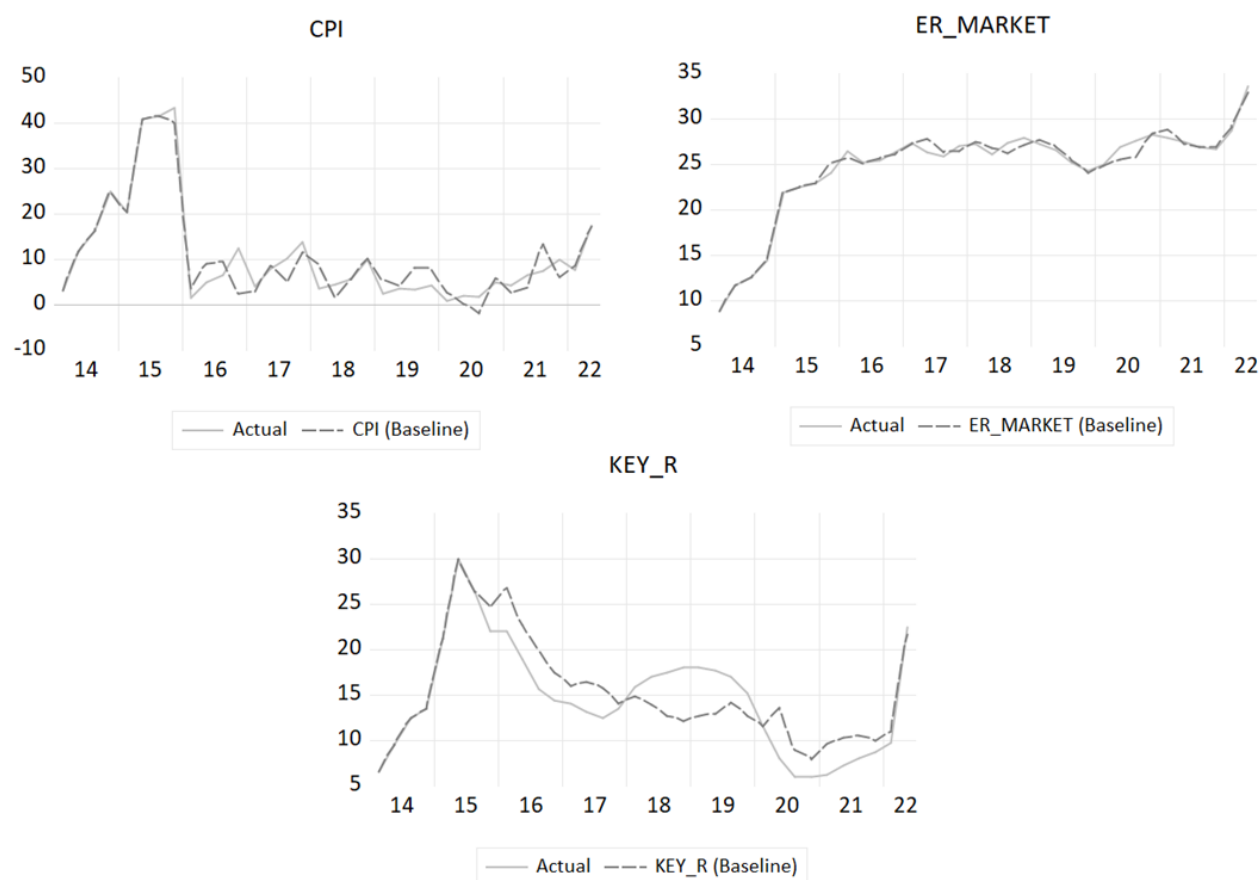 CPI
50
40
30
20
10
0
-10
14 15 16 17 18 19 20 21 22
Actual CPI (Baseline)
ER_MARKET
35
30
25
20
15
10
5
14 15 16 17 18 19 20 21 22
Actual ER_MARKET (Baseline)
KEY_R
35
30
25
20
15
10
5
14 15 16 17 18 19 20 21 22
Actual KEY_R (Baseline)